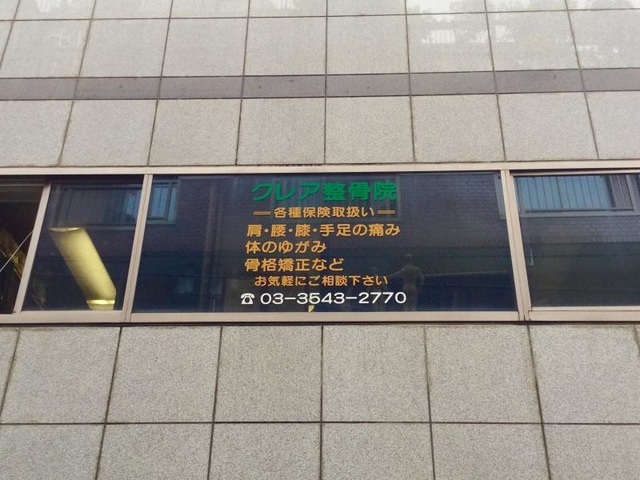 クレア整骨院
ー各種保険取扱いー
肩・腰・膝・手足の痛み
体のゆがみ
骨格矯正など
お気軽にご相談下さい
☎ 03-3543-2770